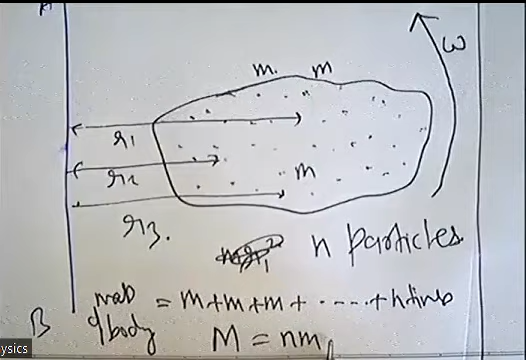 m m
ω
r1
r2
m
r3.
n particles
B
mass = m+m+m+ ····-+ n times
of body M = nm
ysics